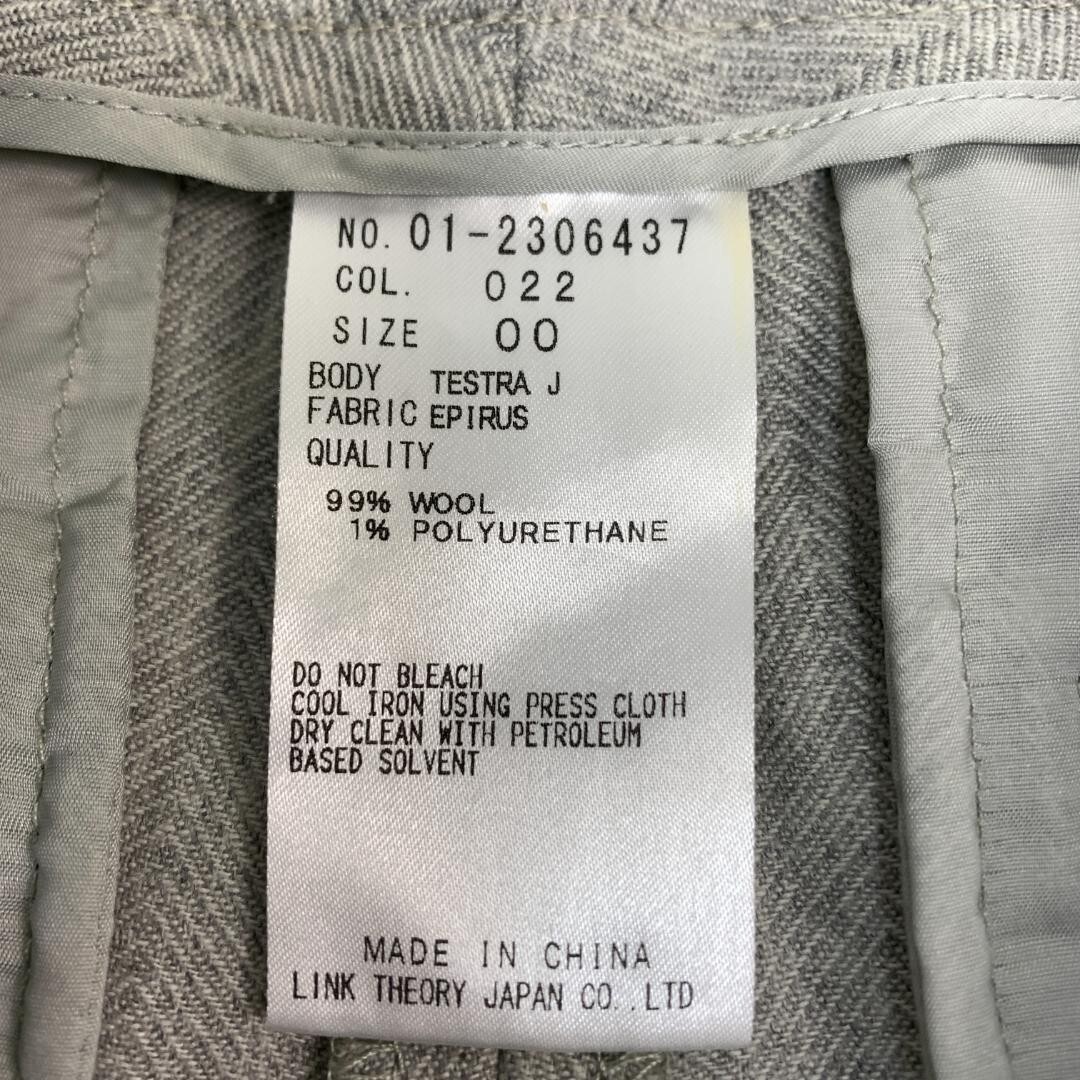 NO. 01-2306437
COL. 022
SIZE 00
BODY TESTRA J
FABRIC EPIRUS
QUALITY
99% WOOL
1% POLYURETHANE
DO NOT BLEACH
COOL IRON USING PRESS CLOTH
DRY CLEAN WITH PETROLEUM
BASED SOLVENT
MADE IN CHINA
LINK THEORY JAPAN CO.,LTD